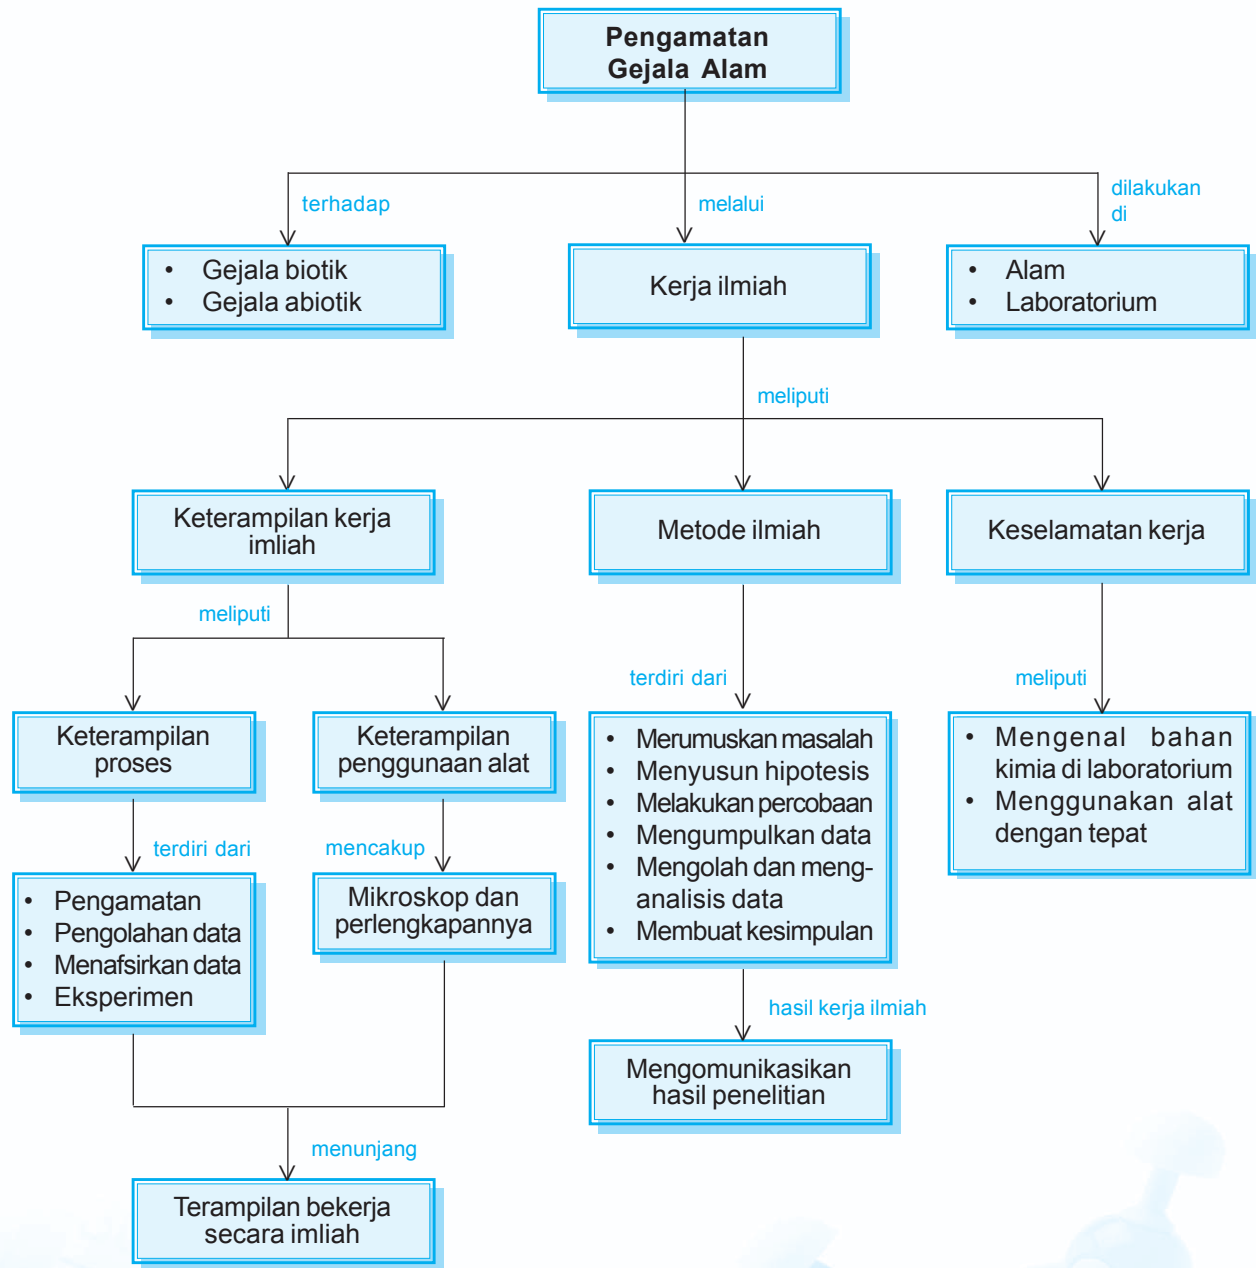 Pengamatan
Gejala Alam
terhadap
melalui
dilakukan
di
• Gejala biotik
• Gejala abiotik
Kerja ilmiah
• Alam
• Laboratorium
meliputi
Keterampilan kerja
imliah
Metode ilmiah
Keselamatan kerja
meliputi
terdiri dari
meliputi
Keterampilan
proses
Keterampilan
penggunaan alat
• Merumuskan masalah
• Menyusun hipotesis
• Melakukan percobaan
• Mengumpulkan data
• Mengolah dan meng-
analisis data
• Membuat kesimpulan
• Mengenal bahan
kimia di laboratorium
• Menggunakan alat
dengan tepat
terdiri dari
mencakup
• Pengamatan
• Pengolahan data
• Menafsirkan data
• Eksperimen
Mikroskop dan
perlengkapannya
hasil kerja ilmiah
Mengomunikasikan
hasil penelitian
menunjang
Terampilan bekerja
secara imliah